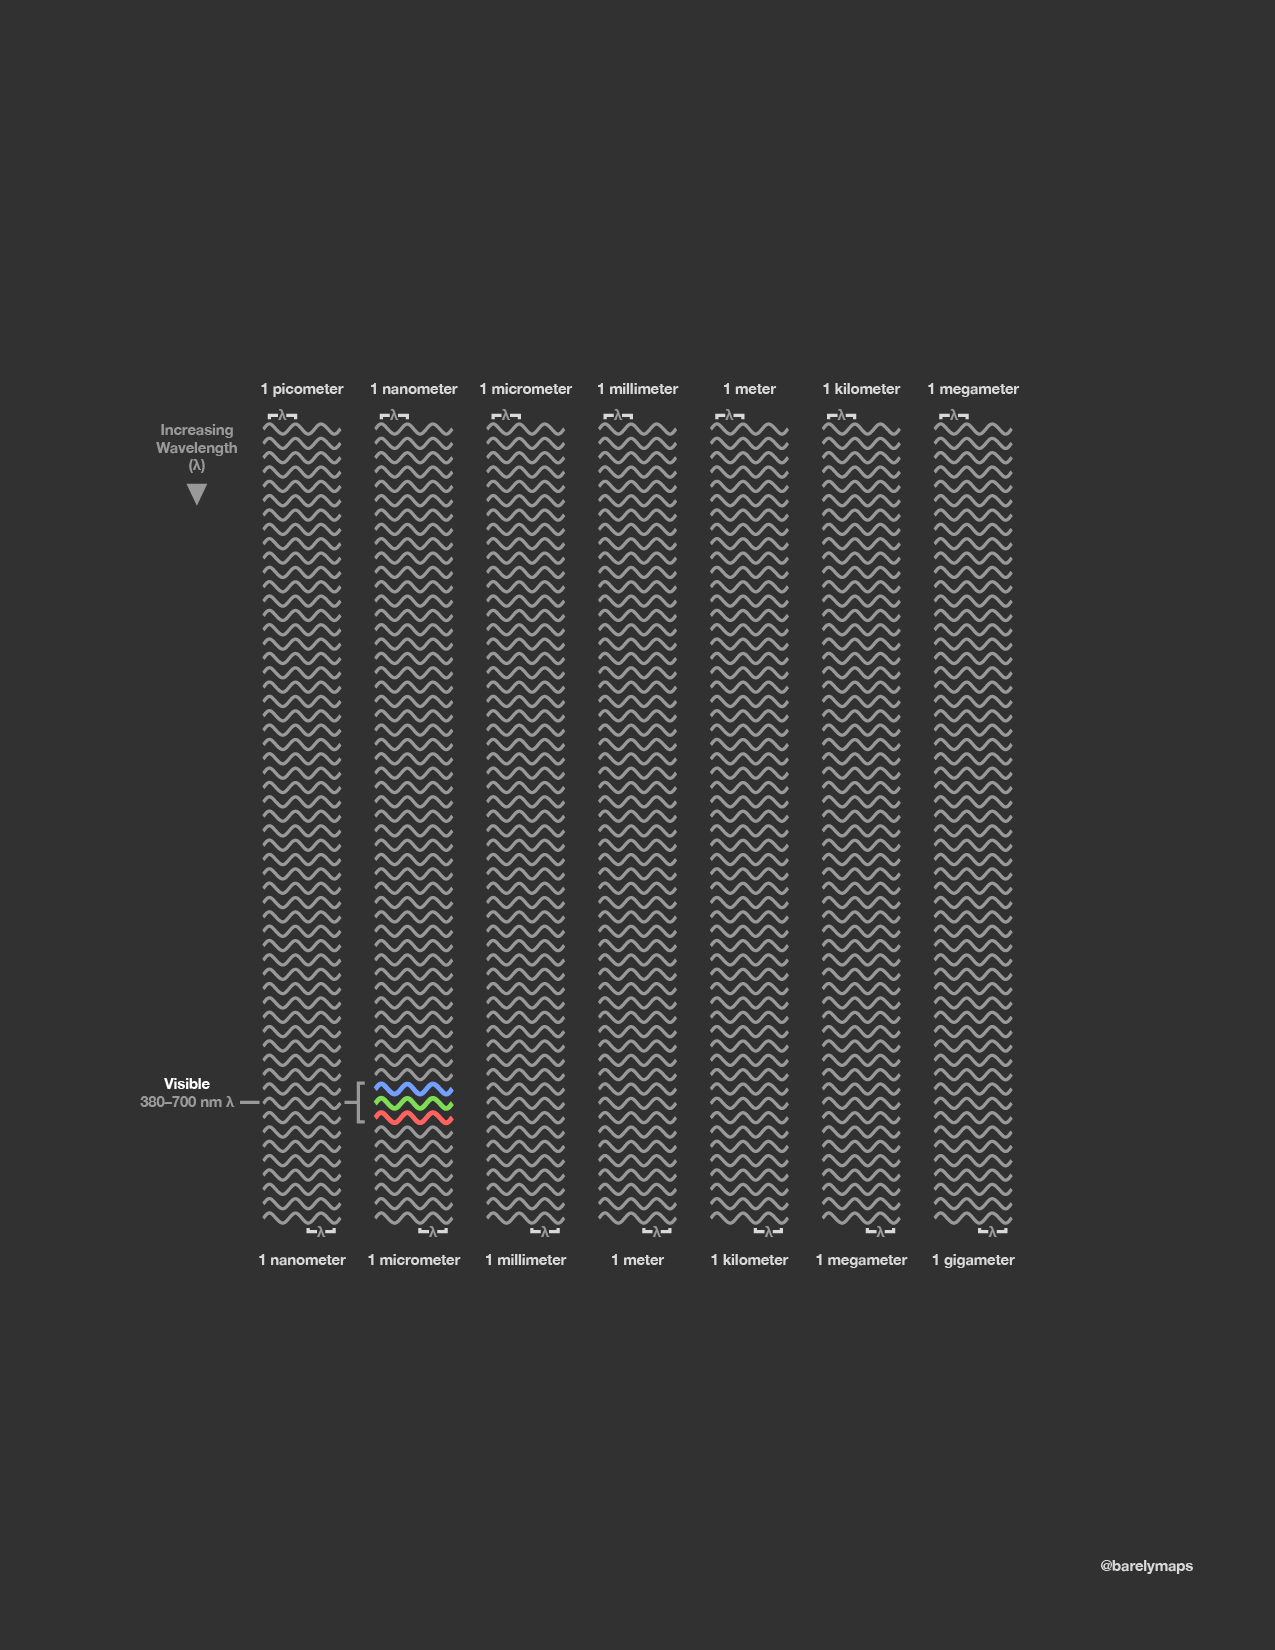 1 picometer 1 nanometer 1 micrometer 1 millimeter 1 meter 1 kilometer 1 megameter
λ λ λ λ λ λ λ
Increasing
Wavelength
(λ)
Visible
380–700 nm λ
λ λ λ λ λ λ λ
1 nanometer 1 micrometer 1 millimeter 1 meter 1 kilometer 1 megameter 1 gigameter
@barelymaps